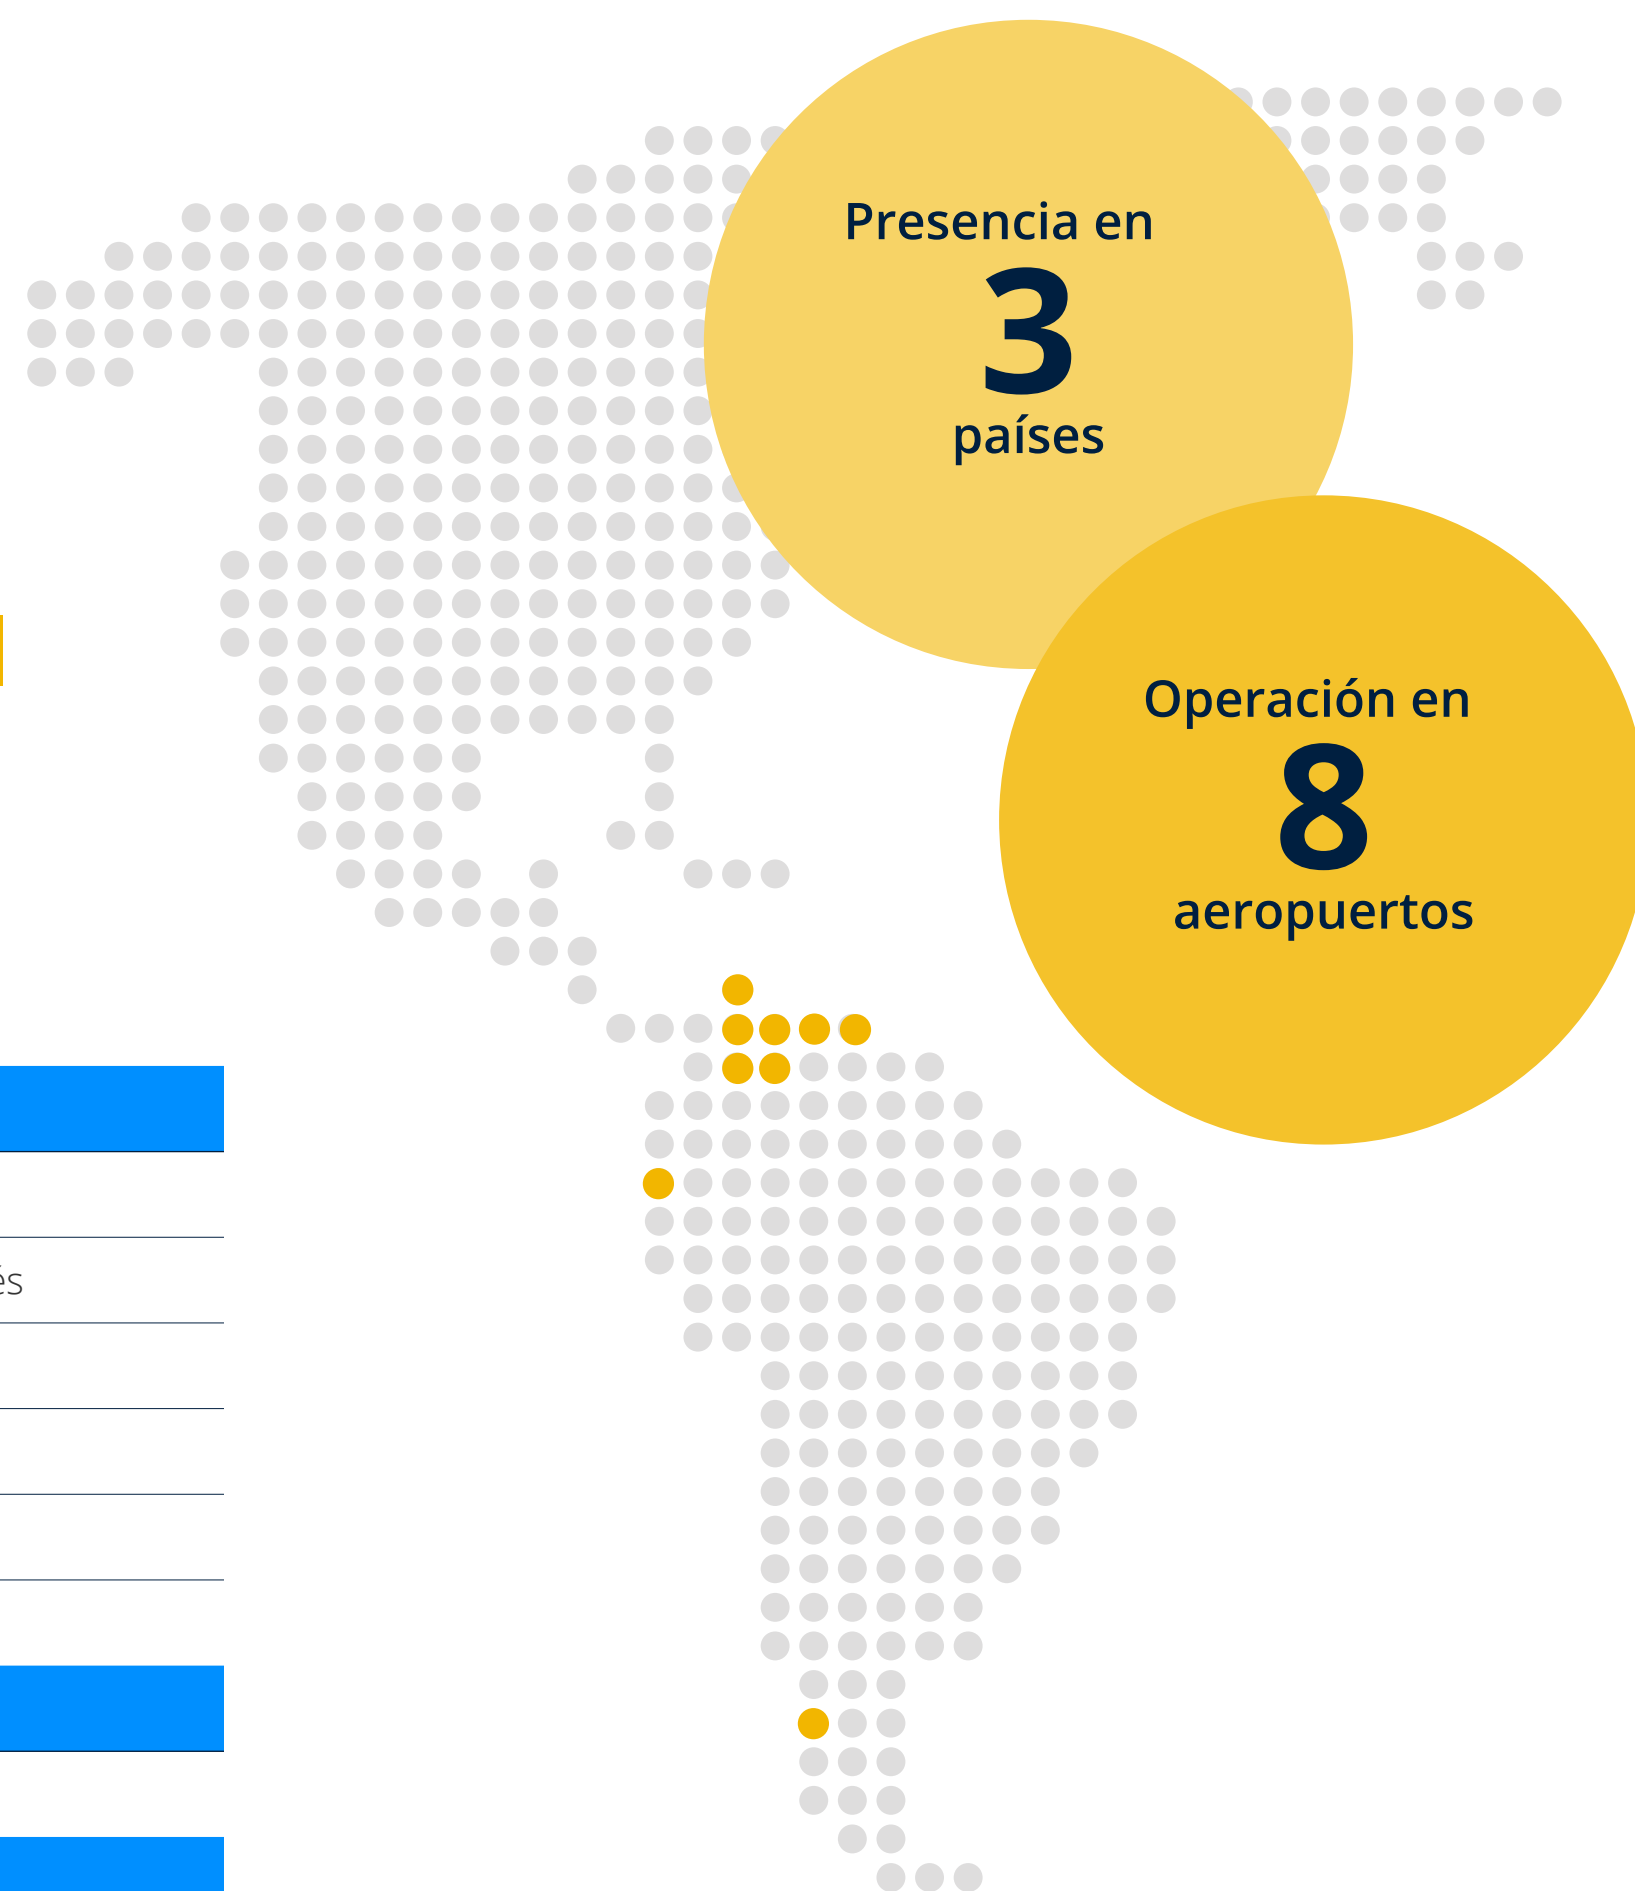 Presencia en
3
países
Operación en
8
aeropuertos